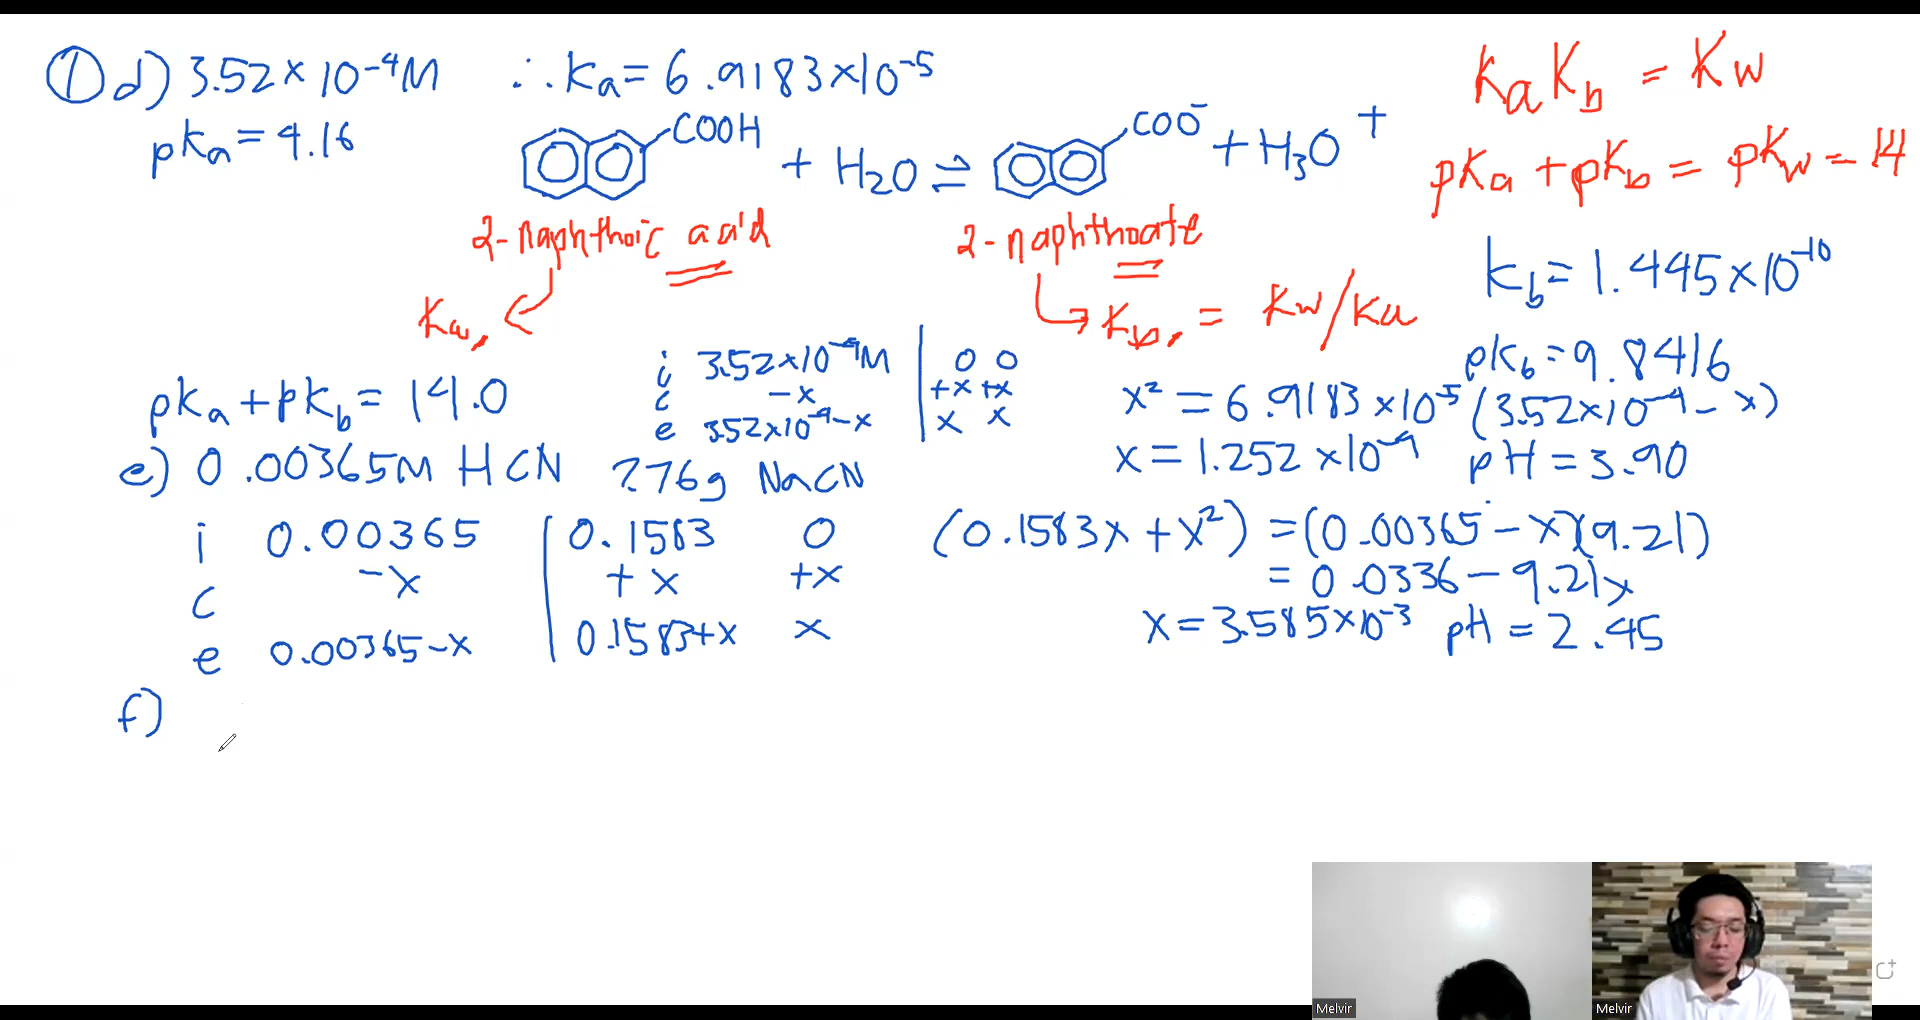 ① d) 3.52 × 10⁻⁴M ∴ Ka = 6.9183×10⁻⁵
KaKb = Kw
pKa = 4.16
COOH + H2O ⇌ COO⁻ + H3O⁺
pKa + pKb = pKw = 14
2-naphthoic acid 2-naphthoate
Kb = 1.445×10⁻¹⁰
Ka, Kb, = Kw/Ka
pKb = 9.8416
i 3.52×10⁻⁴M | 0 0
c -x | +x +x
e 3.52×10⁻⁴-x | x x
pKa + pKb = 14.0
x² = 6.9183×10⁻⁵ (3.52×10⁻⁴ - x)
x = 1.252×10⁻⁴ pH = 3.90
e) 0.00365M HCN 7.76g NaCN
i 0.00365 | 0.1583 0
c -x | +x +x
e 0.00365-x | 0.1583+x x
(0.1583x + x²) = (0.00365 - x)(9.21)
= 0.0336 - 9.21x
x = 3.585×10⁻³ pH = 2.45
f)
Melvir
Melvir